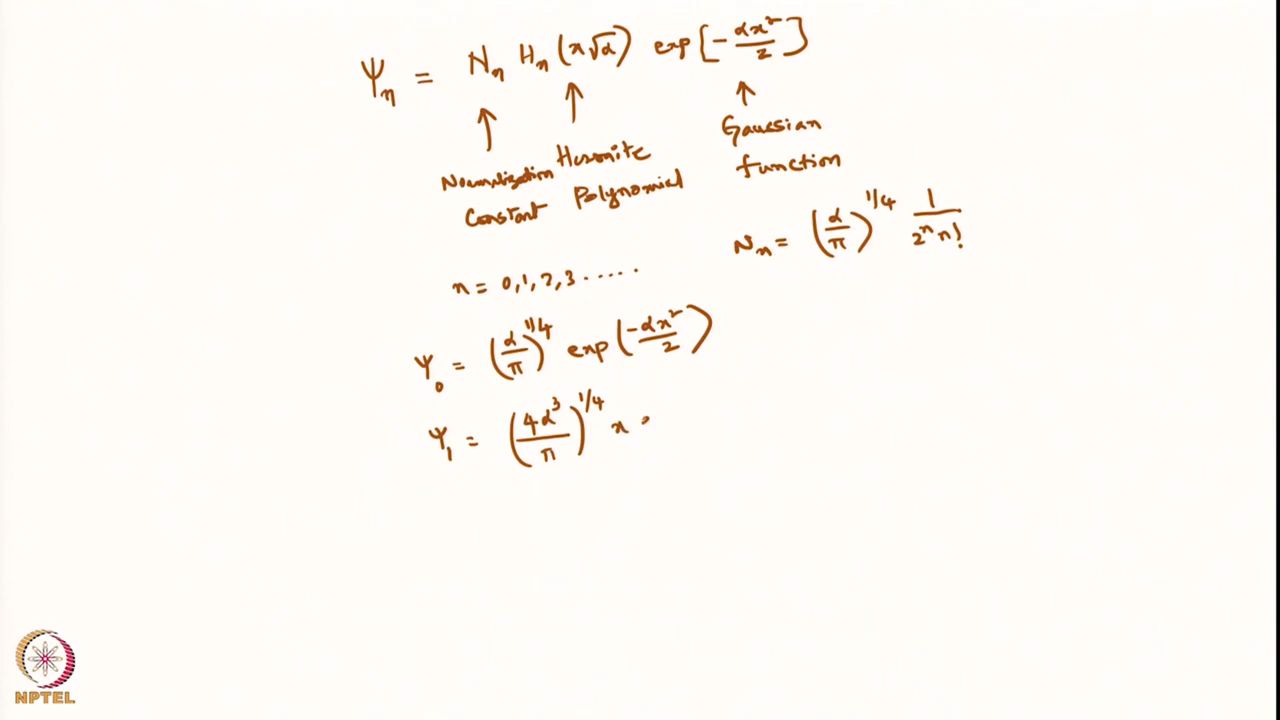 Ψn = Nn Hn (x√α) exp[-αx²/2]
Normalization Constant
Hermite Polynomial
Gaussian function
Nn = (α/π)^1/4 1/2ⁿ n!
n = 0,1,2,3.....
Ψ0 = (α/π)^1/4 exp(-αx²/2)
Ψ1 = (4α³/π)^1/4 x
NPTEL